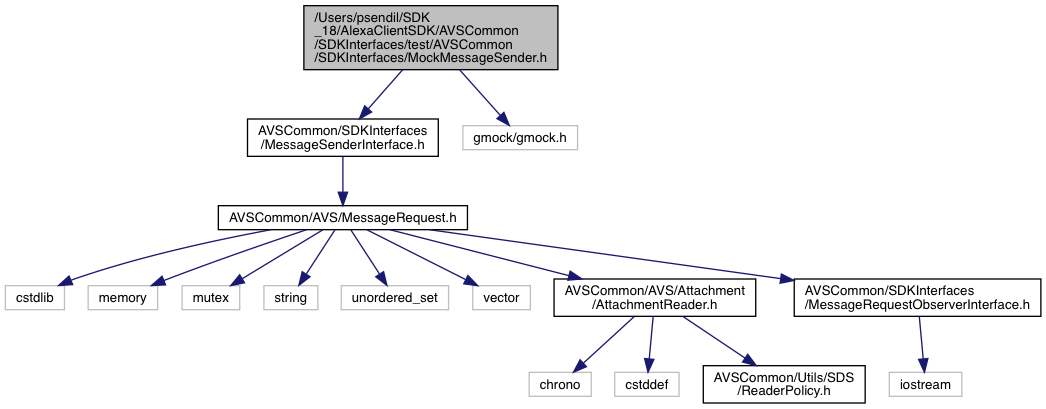 /Users/psendil/SDK
_18/AlexaClientSDK/AVSCommon
/SDKInterfaces/test/AVSCommon
/SDKInterfaces/MockMessageSender.h
AVSCommon/SDKInterfaces
/MessageSenderInterface.h
gmock/gmock.h
AVSCommon/AVS/MessageRequest.h
cstdlib
memory
mutex
string
unordered_set
vector
AVSCommon/AVS/Attachment
/AttachmentReader.h
AVSCommon/SDKInterfaces
/MessageRequestObserverInterface.h
chrono
cstddef
AVSCommon/Utils/SDS
/ReaderPolicy.h
iostream